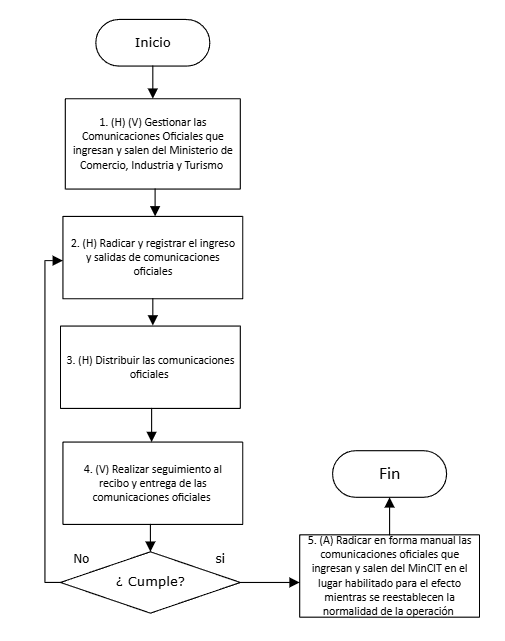 Inicio
1. (H) (V) Gestionar las
Comunicaciones Oficiales que
ingresan y salen del Ministerio de
Comercio, Industria y Turismo
2. (H) Radicar y registrar el ingreso
y salidas de comunicaciones
oficiales
3. (H) Distribuir las comunicaciones
oficiales
4. (V) Realizar seguimiento al
recibo y entrega de las
comunicaciones oficiales
No
si
¿ Cumple?
Fin
5. (A) Radicar en forma manual las
comunicaciones oficiales que
ingresan y salen del MinCIT en el
lugar habilitado para el efecto
mientras se reestablecen la
normalidad de la operación